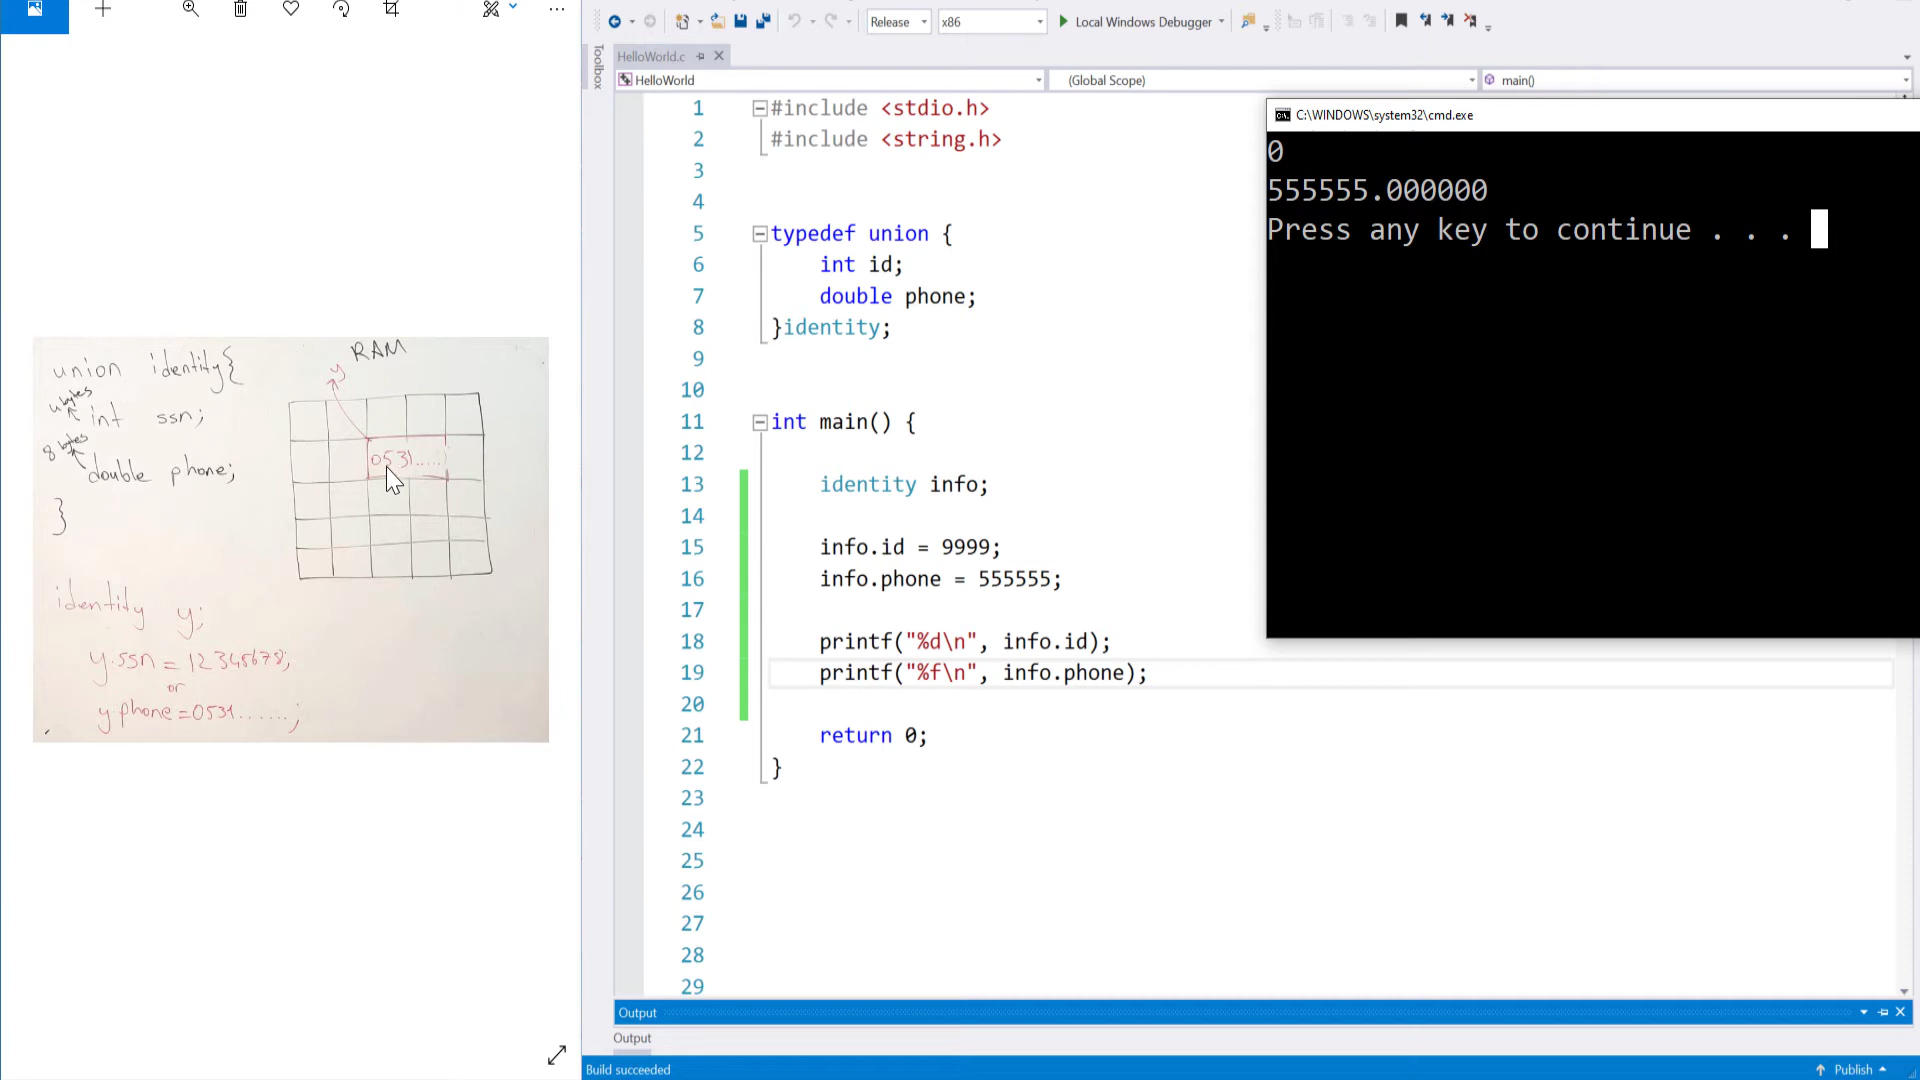 Release
x86
Local Windows Debugger
Toolbox
HelloWorld.c
HelloWorld
(Global Scope)
main()
1 #include <stdio.h>
2 #include <string.h>
3
4
5 typedef union {
6 int id;
7 double phone;
8 }identity;
9
10
11 int main() {
12
13 identity info;
14
15 info.id = 9999;
16 info.phone = 555555;
17
18 printf("%d\n", info.id);
19 printf("%f\n", info.phone);
20
21 return 0;
22 }
23
24
25
26
27
28
29
C:\WINDOWS\system32\cmd.exe
0
555555.000000
Press any key to continue . . .
union identity{
4 bytes
int ssn;
8 bytes
double phone;
}
RAM
y
0531.....
identity y;
y.ssn = 12345678;
or
y.phone=0531.......;
Output
Output
Build succeeded
Publish